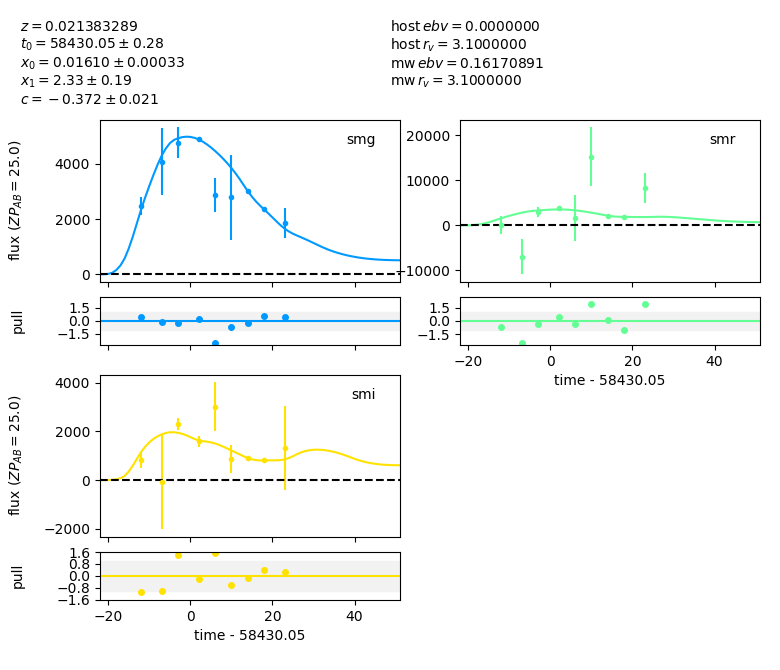 z = 0.021383289
t₀ = 58430.05 ± 0.28
x₀ = 0.01610 ± 0.00033
x₁ = 2.33 ± 0.19
c = −0.372 ± 0.021
host ebv = 0.0000000
host r_v = 3.1000000
mw ebv = 0.16170891
mw r_v = 3.1000000
flux (ZP_AB = 25.0)
4000
2000
0
smg
20000
10000
0
−10000
smr
pull
1.5
0.0
−1.5
1.5
0.0
−1.5
−20
0
20
40
time - 58430.05
flux (ZP_AB = 25.0)
4000
2000
0
−2000
smi
pull
1.6
0.8
0.0
−0.8
−1.6
−20
0
20
40
time - 58430.05